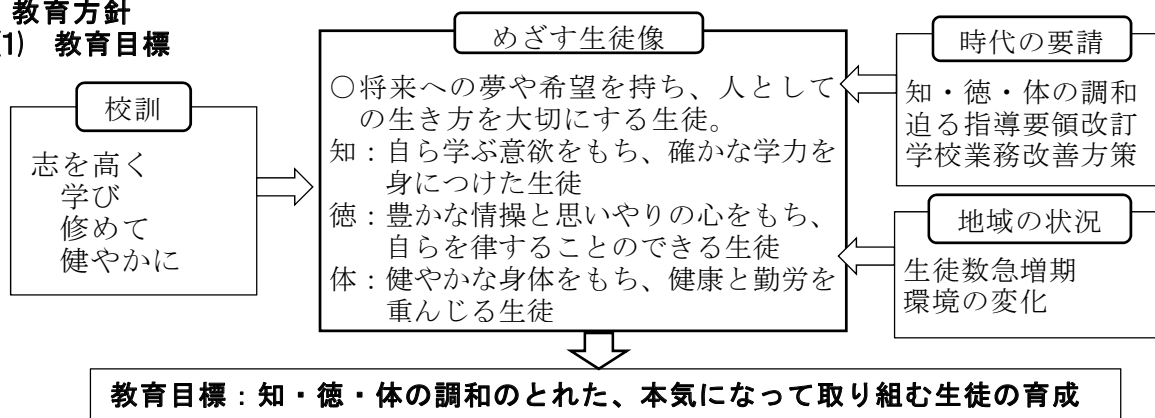 教育方針
(1) 教育目標
校訓
志を高く
学び
修めて
健やかに
めざす生徒像
○将来への夢や希望を持ち、人として
の生き方を大切にする生徒。
知：自ら学ぶ意欲をもち、確かな学力を
身につけた生徒
徳：豊かな情操と思いやりの心をもち、
自らを律することのできる生徒
体：健やかな身体をもち、健康と勤労を
重んじる生徒
時代の要請
知・徳・体の調和
迫る指導要領改訂
学校業務改善方策
地域の状況
生徒数急増期
環境の変化
教育目標：知・徳・体の調和のとれた、本気になって取り組む生徒の育成